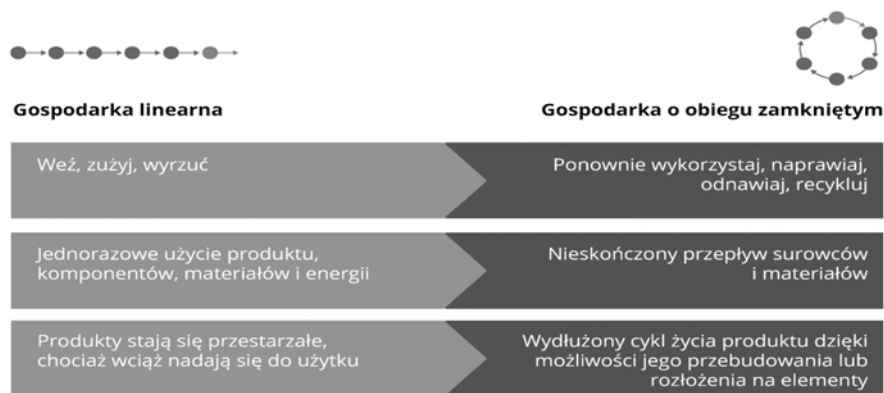 Gospodarka linearna
Gospodarka o obiegu zamkniętym
Weź, zużyj, wyrzuć
Ponownie wykorzystaj, naprawiaj,
odnawiaj, recykluj
Jednorazowe użycie produktu,
komponentów, materiałów i energii
Nieskończony przepływ surowców
i materiałów
Produkty stają się przestarzałe,
chociaż wciąż nadają się do użytku
Wydłużony cykl życia produktu dzięki
możliwości jego przebudowania lub
rozłożenia na elementy